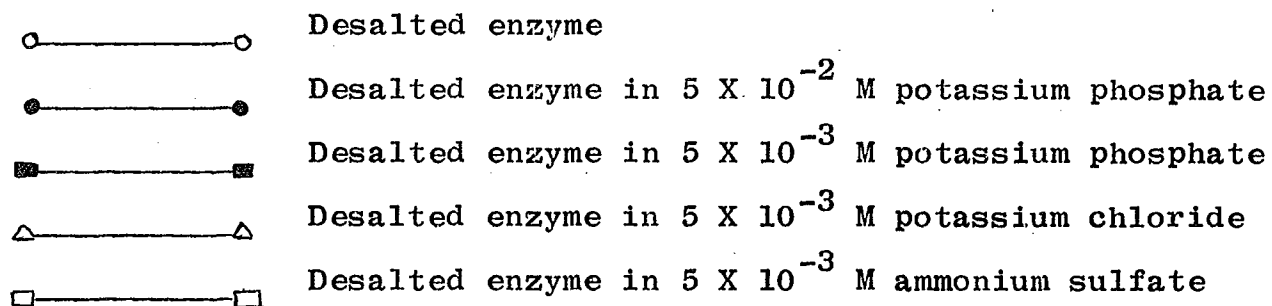 Desalted enzyme
Desalted enzyme in 5 X 10⁻² M potassium phosphate
Desalted enzyme in 5 X 10⁻³ M potassium phosphate
Desalted enzyme in 5 X 10⁻³ M potassium chloride
Desalted enzyme in 5 X 10⁻³ M ammonium sulfate